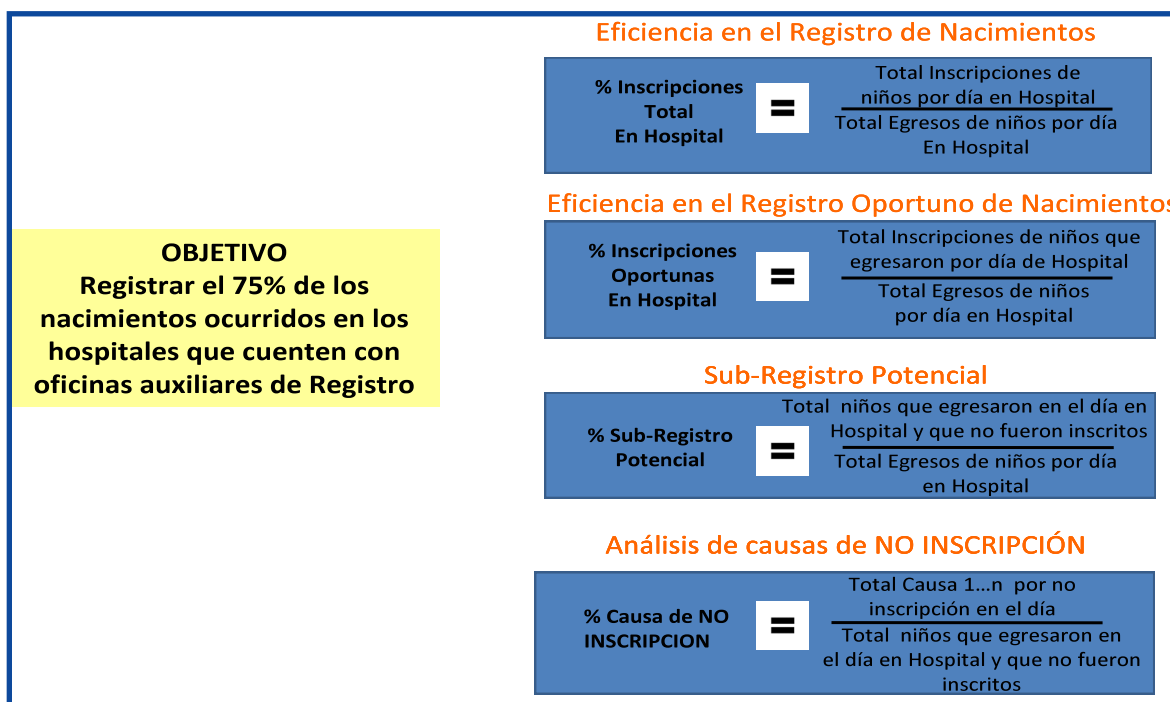 Eficiencia en el Registro de Nacimientos
% Inscripciones
Total
En Hospital
=
Total Inscripciones de
niños por día en Hospital
Total Egresos de niños por día
En Hospital
Eficiencia en el Registro Oportuno de Nacimientos
% Inscripciones
Oportunas
En Hospital
=
Total Inscripciones de niños que
egresaron por día de Hospital
Total Egresos de niños
por día en Hospital
OBJETIVO
Registrar el 75% de los
nacimientos ocurridos en los
hospitales que cuenten con
oficinas auxiliares de Registro
Sub-Registro Potencial
% Sub-Registro
Potencial
=
Total niños que egresaron en el día en
Hospital y que no fueron inscritos
Total Egresos de niños por día
en Hospital
Análisis de causas de NO INSCRIPCIÓN
% Causa de NO
INSCRIPCION
=
Total Causa 1...n por no
inscripción en el día
Total niños que egresaron en
el día en Hospital y que no fueron
inscritos